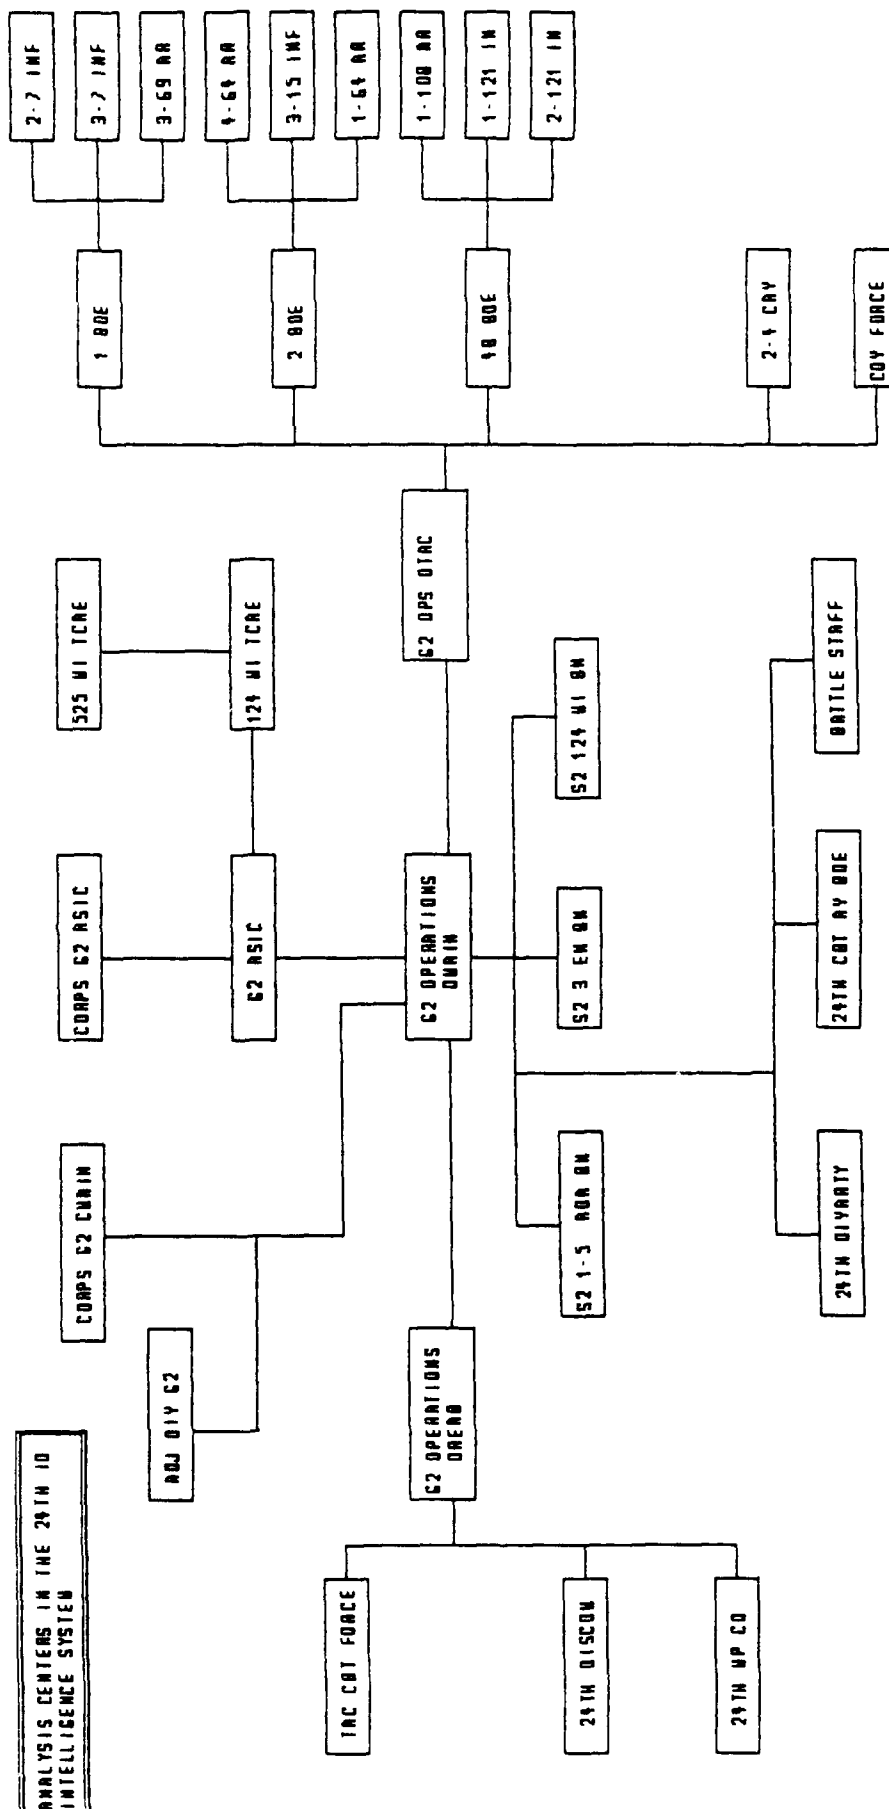 ANALYSIS CENTERS IN THE 24TH ID
INTELLIGENCE SYSTEM
ADJ DIV G2
CORPS G2 CMAIN
CORPS G2 ASIC
525 MI TCAE
G2 ASIC
124 MI TCAE
TAC CBT FORCE
24TH DISCOM
24TH MP CO
G2 OPERATIONS
DREAR
G2 OPERATIONS
DMAIN
G2 OPS DTAC
S2 1-5 ADA BN
S2 3 EN BN
S2 124 MI BN
24TH DIVARTY
24TH CBT AV BDE
BATTLE STAFF
1 BDE
2 BDE
48 BDE
2-4 CAV
COV FORCE
2-7 INF
3-7 INF
3-69 AR
4-64 AR
3-15 INF
1-64 AR
1-108 AR
1-121 IN
2-121 IN